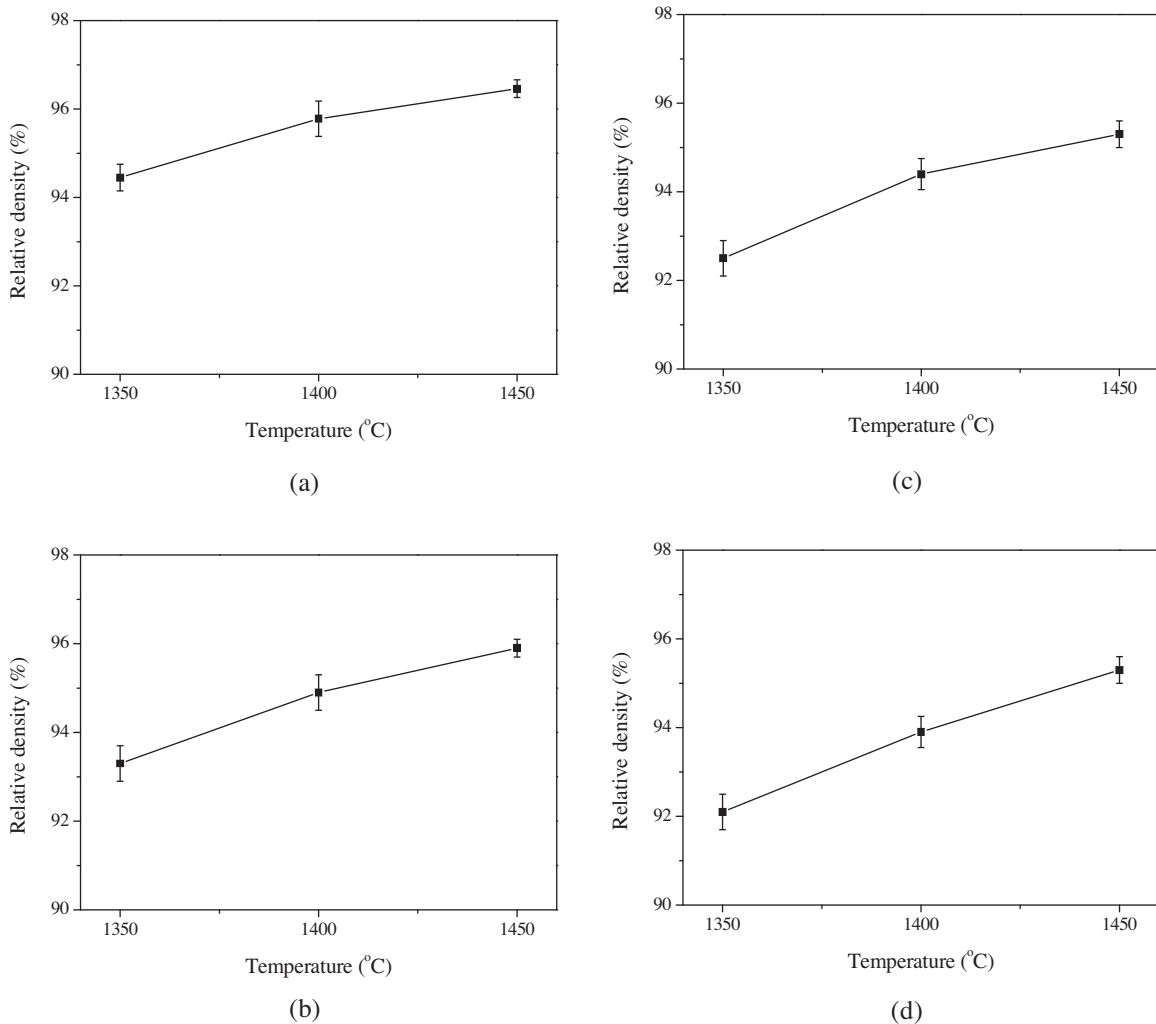 98
96
94
92
90
Relative density (%)
1350
1400
1450
Temperature (°C)
(a)
98
96
94
92
90
Relative density (%)
1350
1400
1450
Temperature (°C)
(b)
98
96
94
92
90
Relative density (%)
1350
1400
1450
Temperature (°C)
(c)
98
96
94
92
90
Relative density (%)
1350
1400
1450
Temperature (°C)
(d)